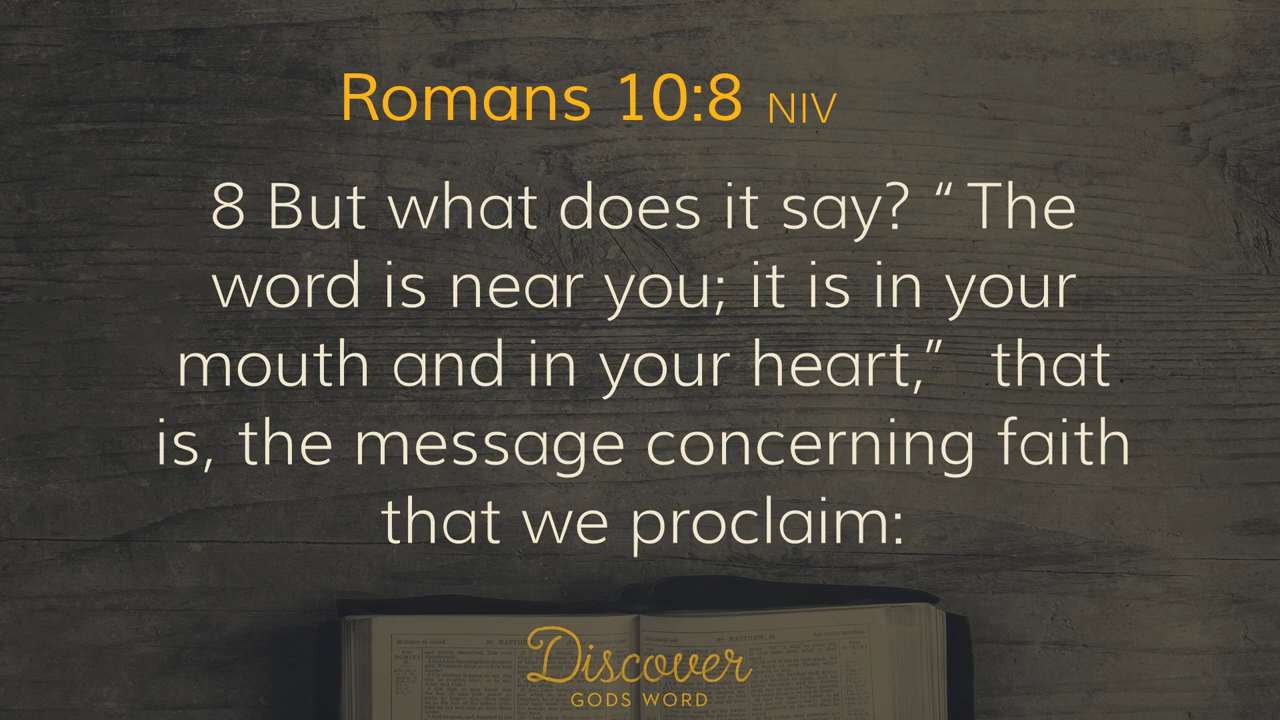 Romans 10:8 NIV
8 But what does it say? “ The
word is near you; it is in your
mouth and in your heart,”  that
is, the message concerning faith
that we proclaim:
Discover
GODS WORD